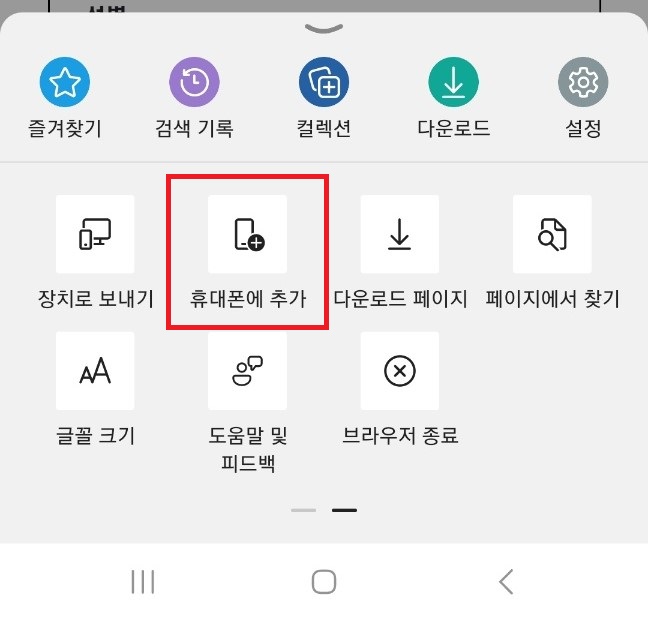 즐겨찾기
검색 기록
컬렉션
다운로드
설정
장치로 보내기
휴대폰에 추가
다운로드 페이지
페이지에서 찾기
글꼴 크기
도움말 및
피드백
브라우저 종료